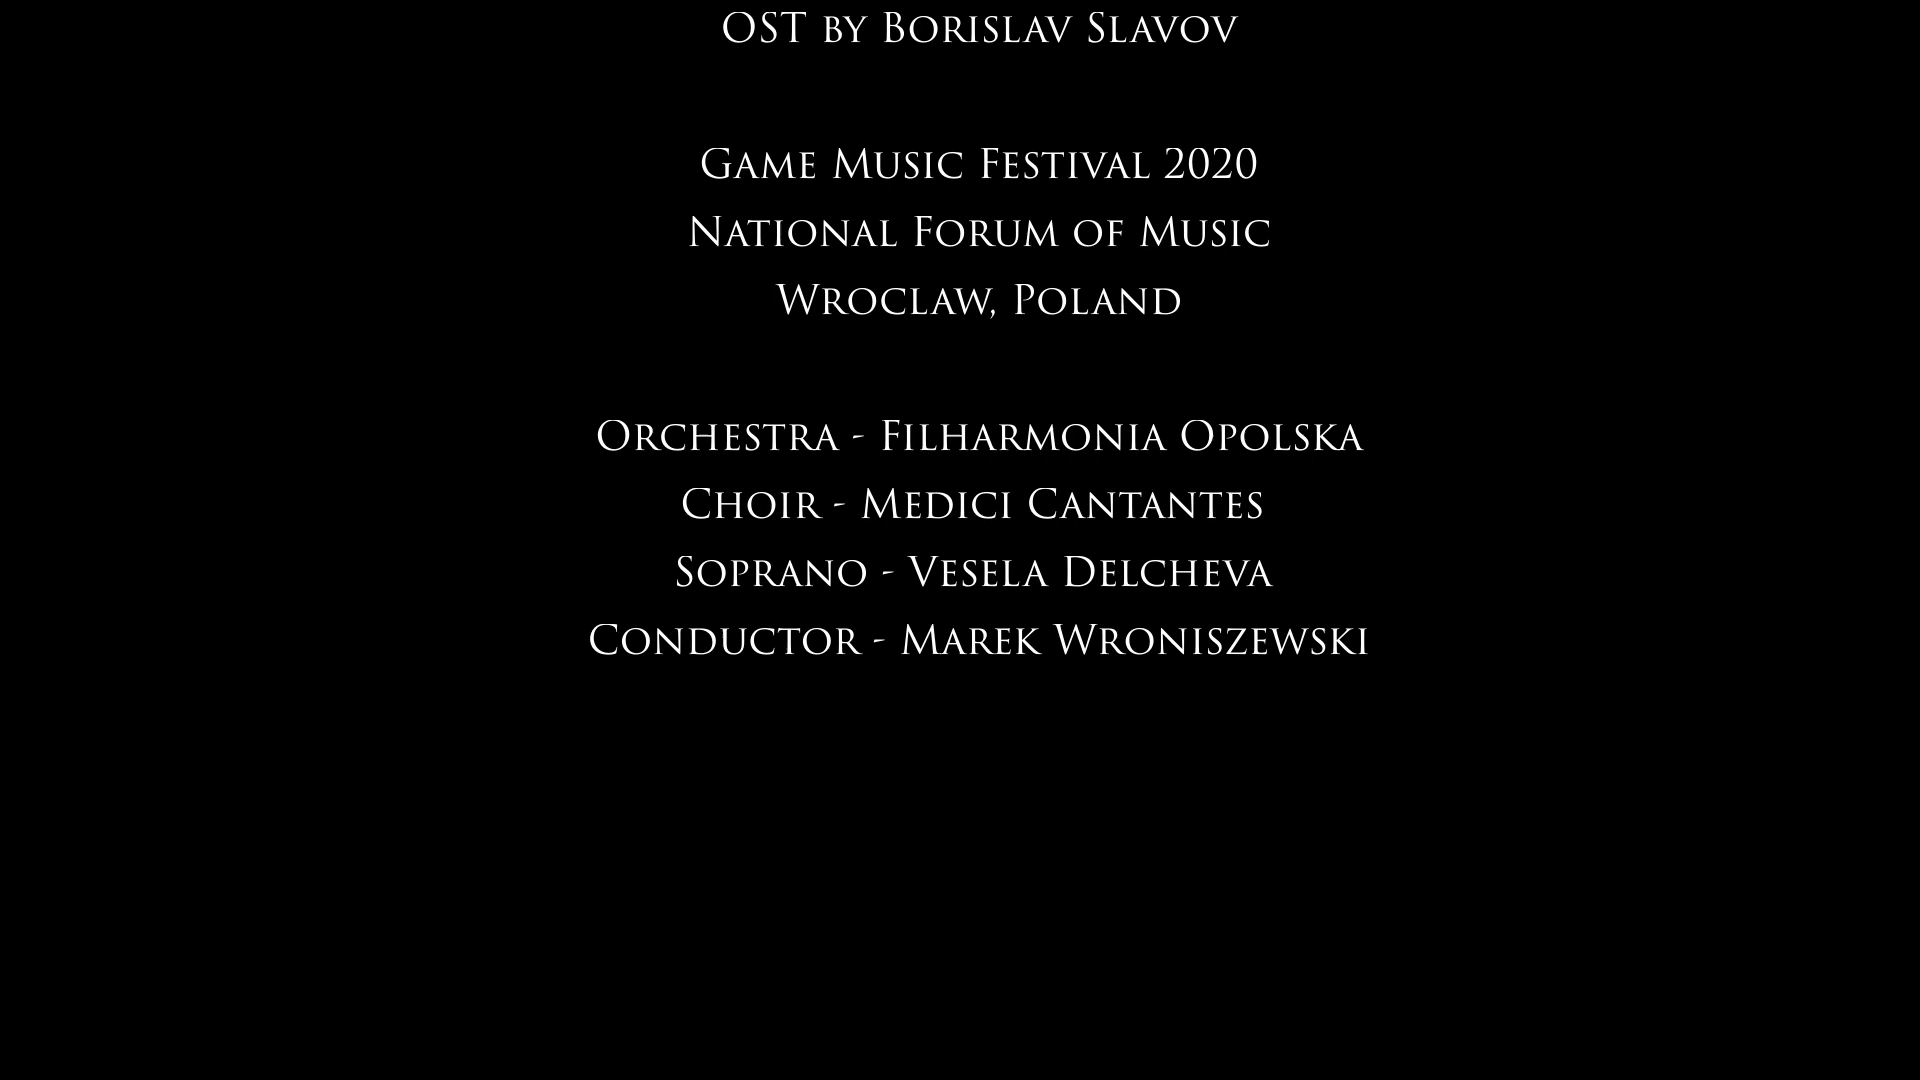 OST by Borislav Slavov
Game Music Festival 2020
National Forum of Music
Wroclaw, Poland
Orchestra - Filharmonia Opolska
Choir - Medici Cantantes
Soprano - Vesela Delcheva
Conductor - Marek Wroniszewski